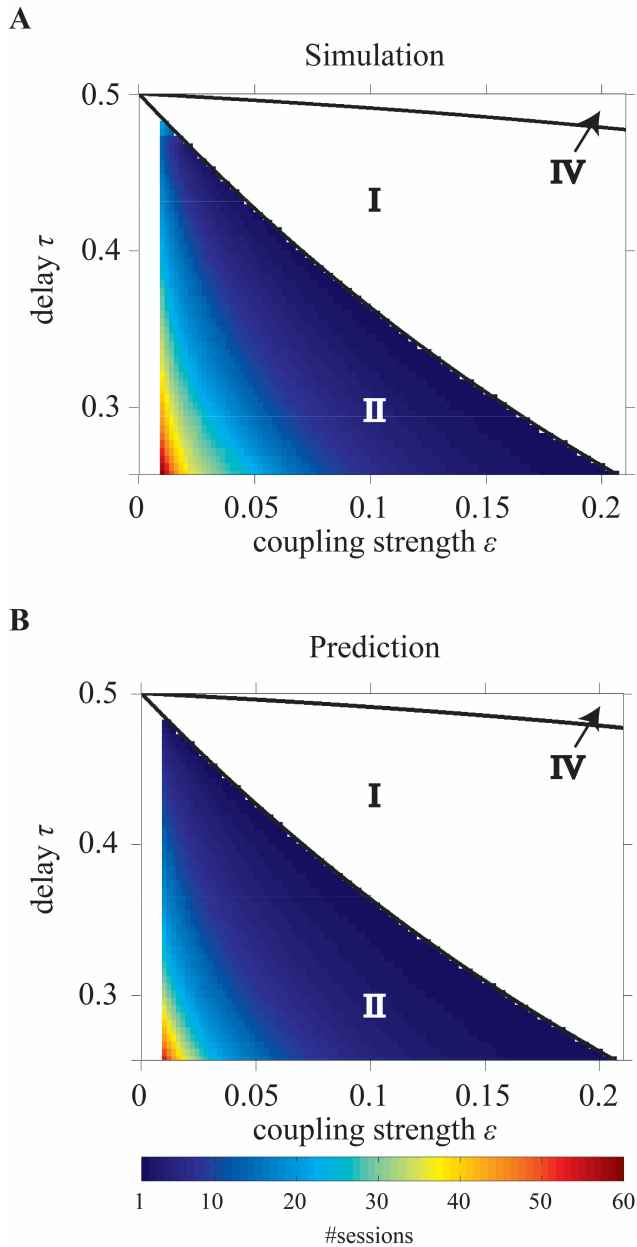 A
Simulation
0.5
IV
I
0.4
delay τ
0.3
II
0 0.05 0.1 0.15 0.2
coupling strength ε
B
Prediction
0.5
IV
I
0.4
delay τ
0.3
II
0 0.05 0.1 0.15 0.2
coupling strength ε
1 10 20 30 40 50 60
#sessions